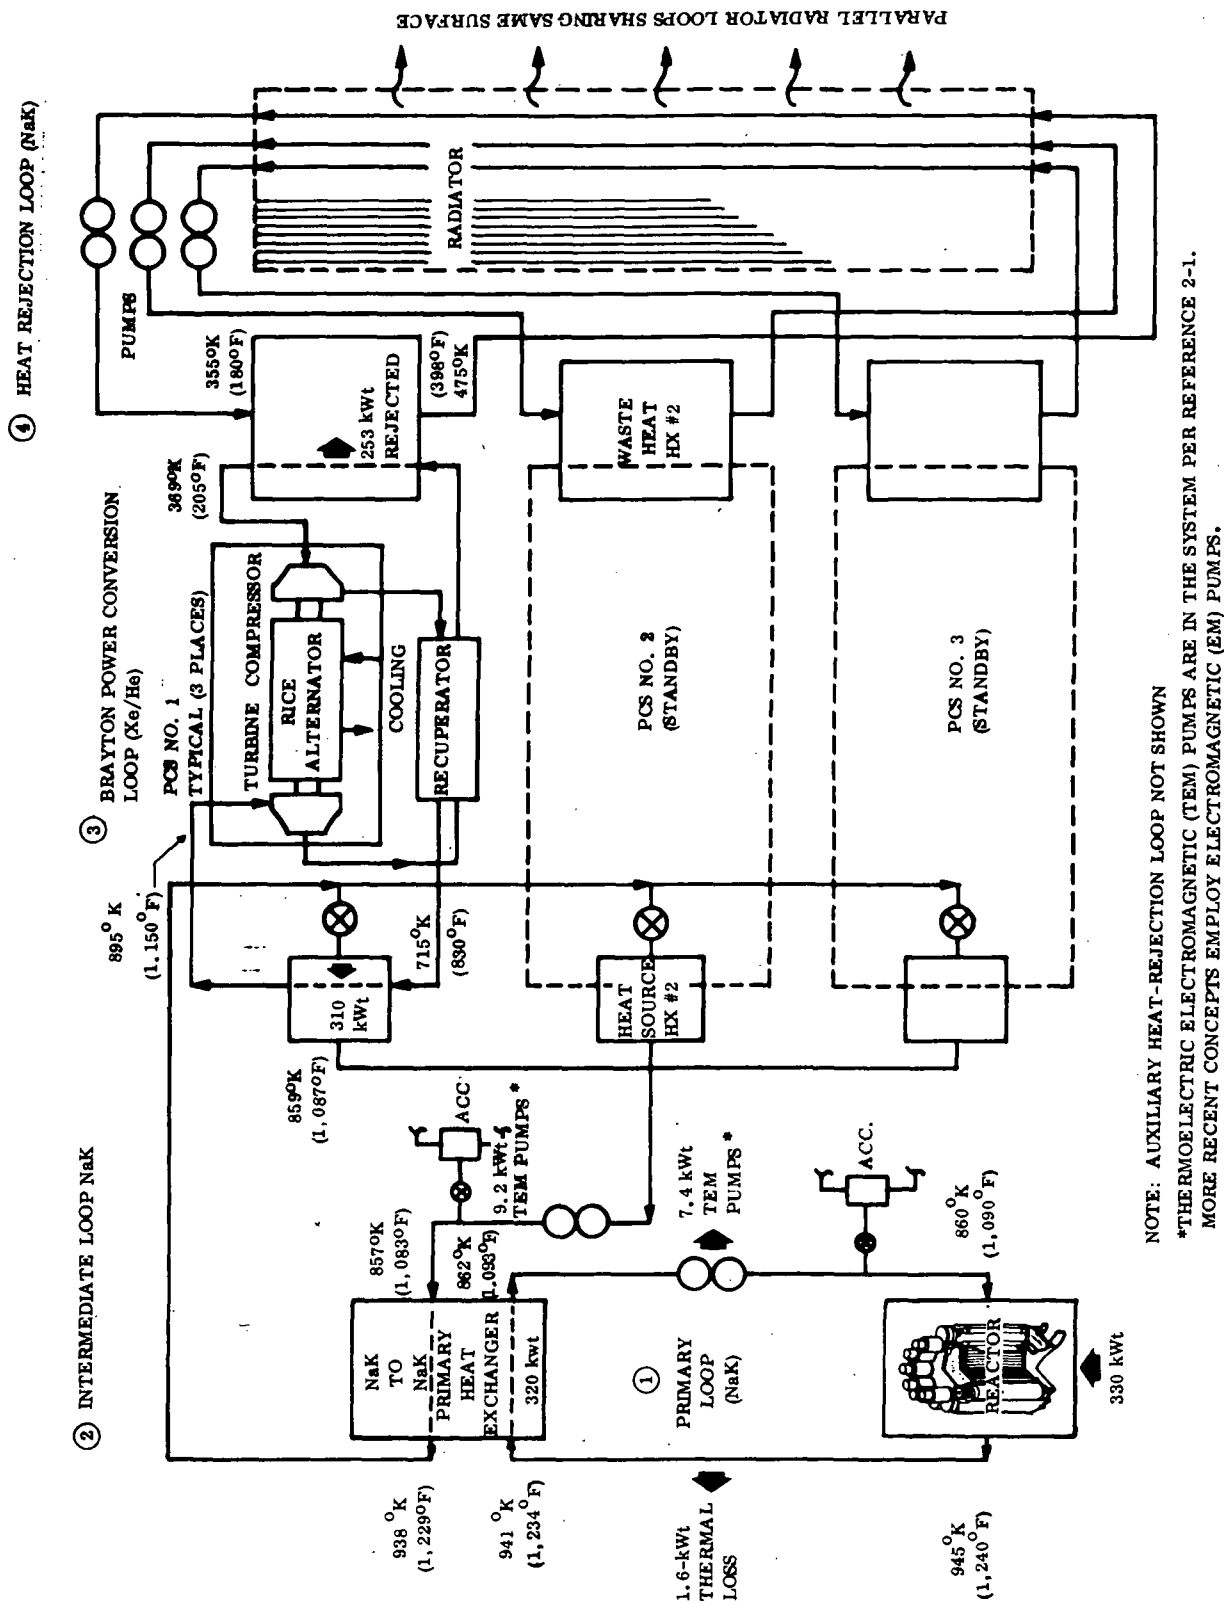 ② INTERMEDIATE LOOP NaK
③ BRAYTON POWER CONVERSION
LOOP (Xe/He)
④ HEAT REJECTION LOOP (NaK)
895° K
(1.150°F)
PCS NO. 1
TYPICAL (3 PLACES)
TURBINE COMPRESSOR
RICE
ALTERNATOR
COOLING
RECUPERATOR
369°K
(205°F)
355°K
(180°F)
PUMPS
253 kWt
REJECTED
(398°F)
475°K
RADIATOR
PARALLEL RADIATOR LOOPS SHARING SAME SURFACE
310
kWt
715°K
(830°F)
859°K
(1,087°F)
ACC
9.2 kWt
TEM PUMPS*
857°K
(1,083°F)
862°K
(1.093°F)
938 °K
(1,229°F)
941 °K
(1,234°F)
NaK
TO
NaK
PRIMARY
HEAT
EXCHANGER
320 kwt
HEAT
SOURCE
HX #2
PCS NO. 2
(STANDBY)
WASTE
HEAT
HX #2
7.4 kWt
TEM
PUMPS*
①
PRIMARY
LOOP
(NaK)
1.6-kWt
THERMAL
LOSS
ACC.
860°K
(1,090°F)
PCS NO. 3
(STANDBY)
945°K
(1,240°F)
REACTOR
330 kWt
NOTE: AUXILIARY HEAT-REJECTION LOOP NOT SHOWN
*THERMOELECTRIC ELECTROMAGNETIC (TEM) PUMPS ARE IN THE SYSTEM PER REFERENCE 2-1.
MORE RECENT CONCEPTS EMPLOY ELECTROMAGNETIC (EM) PUMPS.